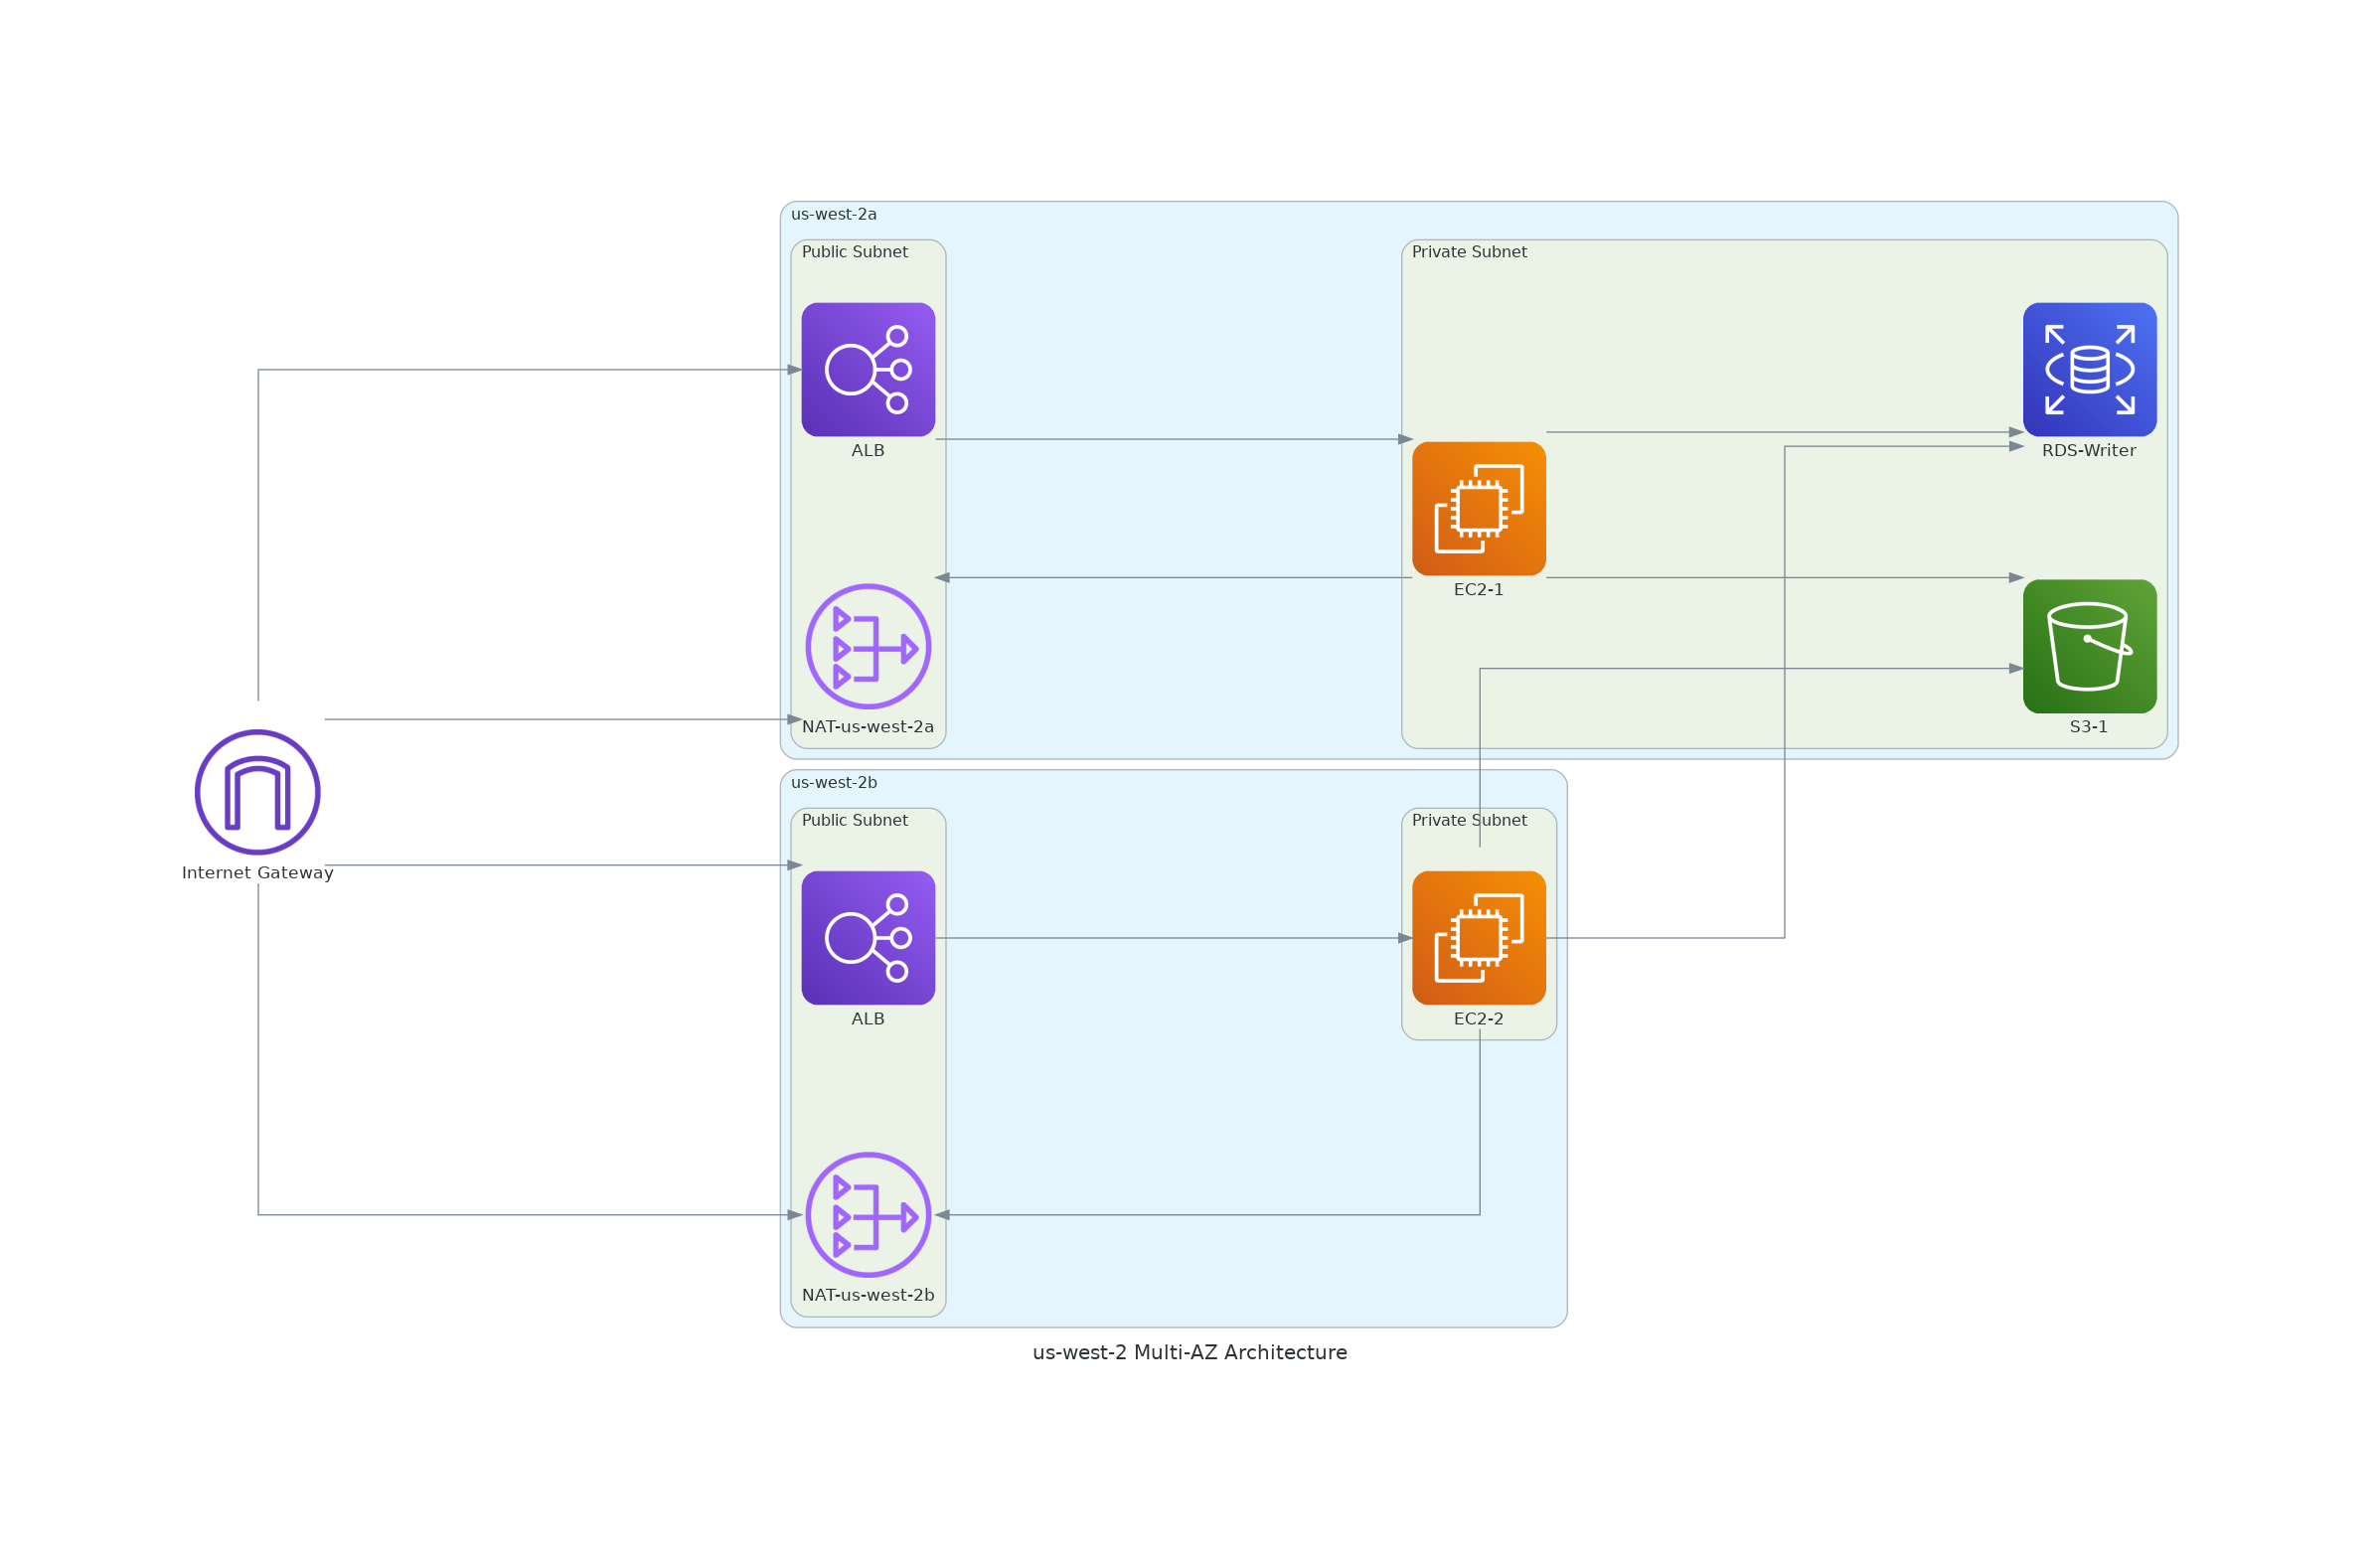 us-west-2a
Public Subnet
Private Subnet
ALB
RDS-Writer
EC2-1
NAT-us-west-2a
S3-1
us-west-2b
Public Subnet
Private Subnet
Internet Gateway
ALB
EC2-2
NAT-us-west-2b
us-west-2 Multi-AZ Architecture